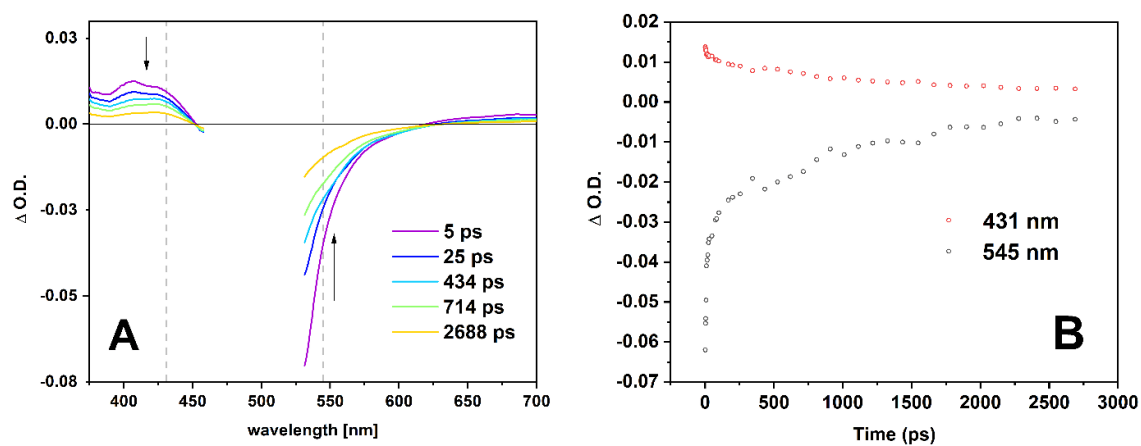 0.03
0.00
-0.03
-0.05
-0.08
Δ O.D.
400
450
500
550
600
650
700
wavelength [nm]
A
5 ps
25 ps
434 ps
714 ps
2688 ps
0.02
0.01
0.00
-0.01
-0.02
-0.03
-0.04
-0.05
-0.06
-0.07
Δ O.D.
0
500
1000
1500
2000
2500
3000
Time (ps)
431 nm
545 nm
B